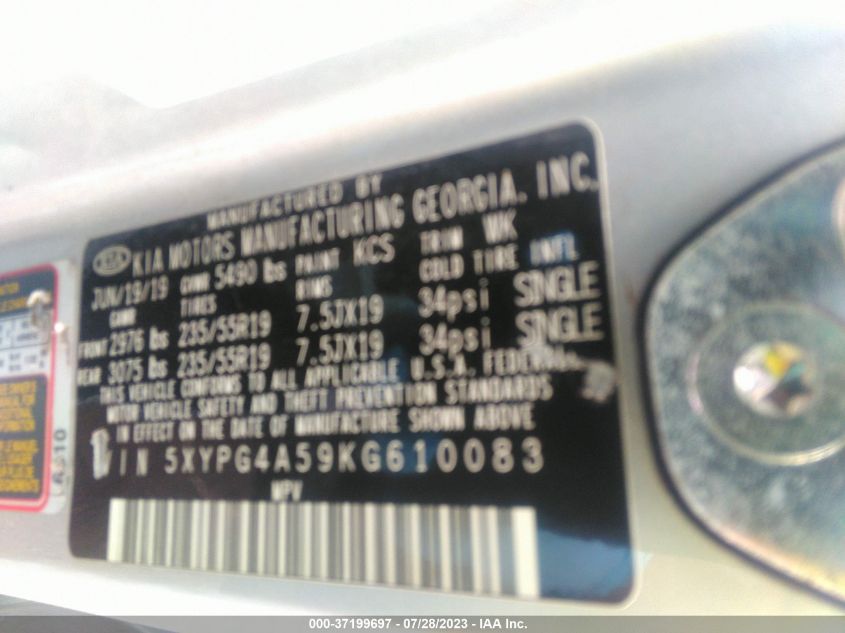 MANUFACTURED BY
KIA KIA MOTORS MANUFACTURING GEORGIA, INC.
JUN/19/19 GVWR 5490 lbs PAINT KCS TRIM WK
GAWR TIRES RIMS COLD TIRE INFL
FRONT 2976 lbs 235/55R19 7.5JX19 34psi SINGLE
REAR 3075 lbs 235/55R19 7.5JX19 34psi SINGLE
THIS VEHICLE CONFORMS TO ALL APPLICABLE U.S.A. FEDERAL
MOTOR VEHICLE SAFETY AND THEFT PREVENTION STANDARDS
IN EFFECT ON THE DATE OF MANUFACTURE SHOWN ABOVE
VIN 5XYPG4A59KG610083
MPV
000-37199697 - 07/28/2023 - IAA Inc.